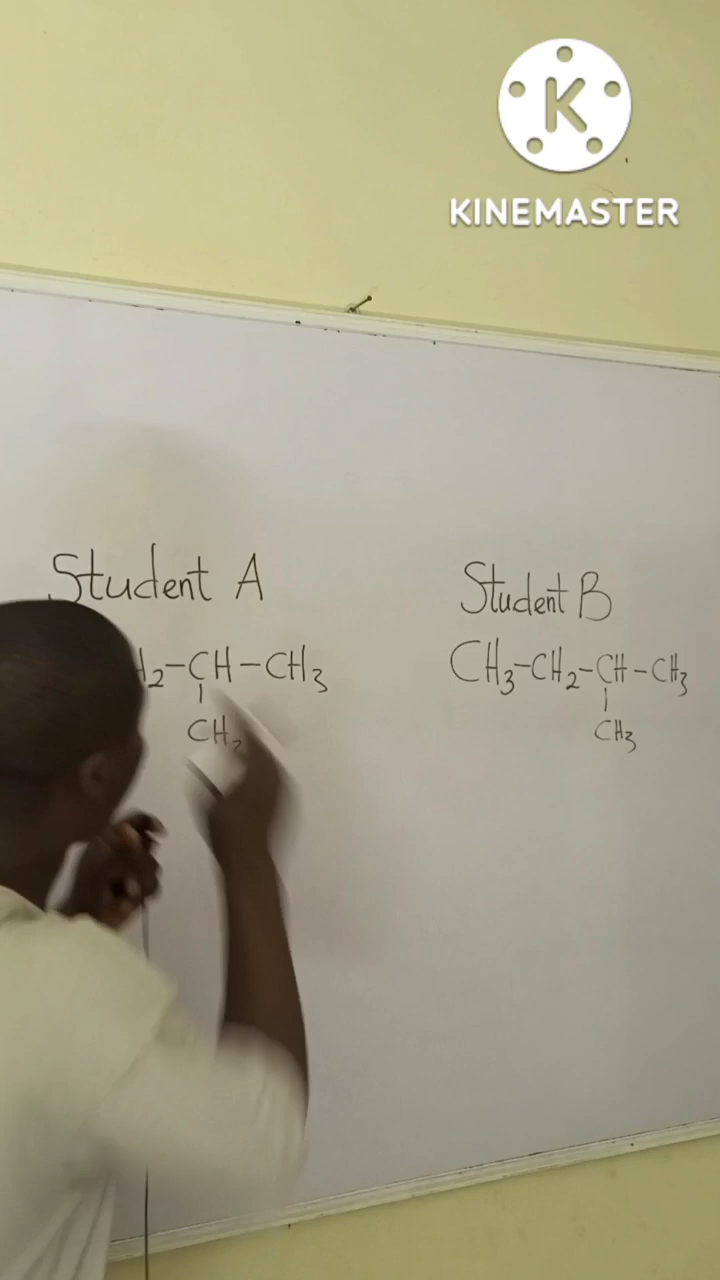 KINEMASTER
Student A
Student B
H₂-CH-CH₃
CH₃-CH₂-CH-CH₃
CH₂
CH₃